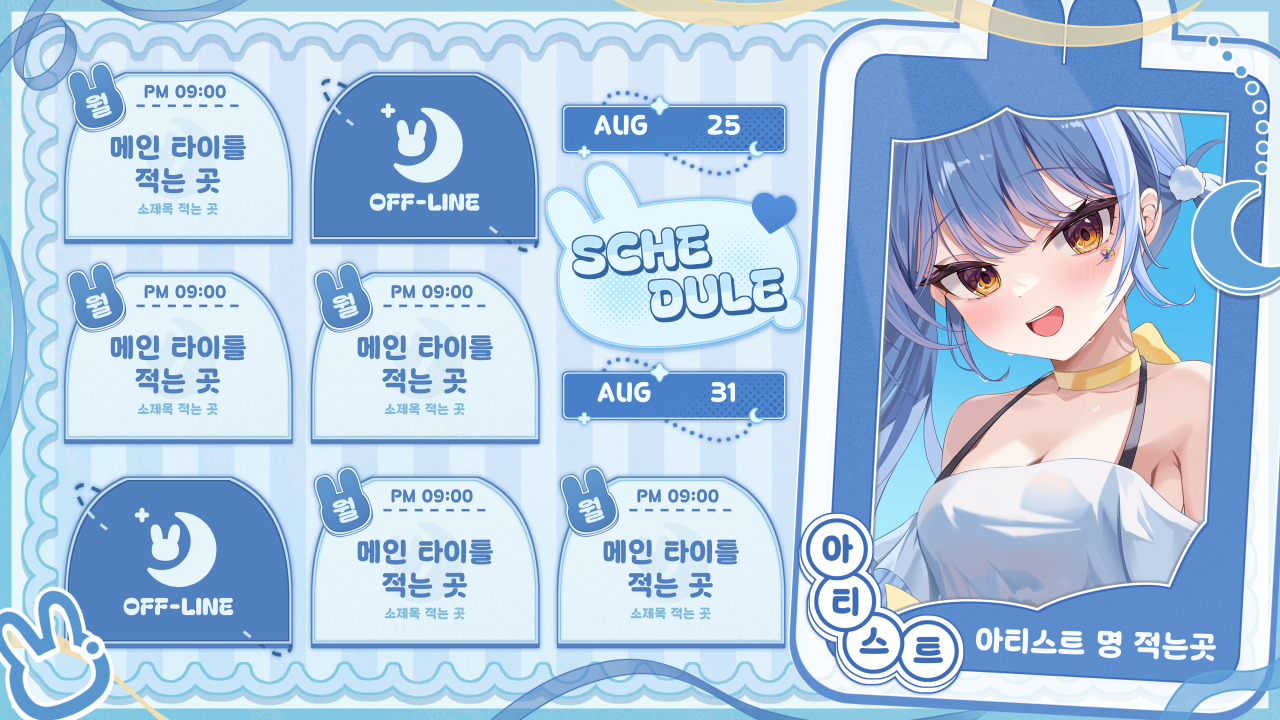 월
PM 09:00
메인 타이틀
적는 곳
소제목 적는 곳
OFF-LINE
월
PM 09:00
메인 타이틀
적는 곳
소제목 적는 곳
월
PM 09:00
메인 타이틀
적는 곳
소제목 적는 곳
OFF-LINE
월
PM 09:00
메인 타이틀
적는 곳
소제목 적는 곳
월
PM 09:00
메인 타이틀
적는 곳
소제목 적는 곳
AUG 25
SCHE
DULE
AUG 31
아티스트
아티스트 명 적는곳